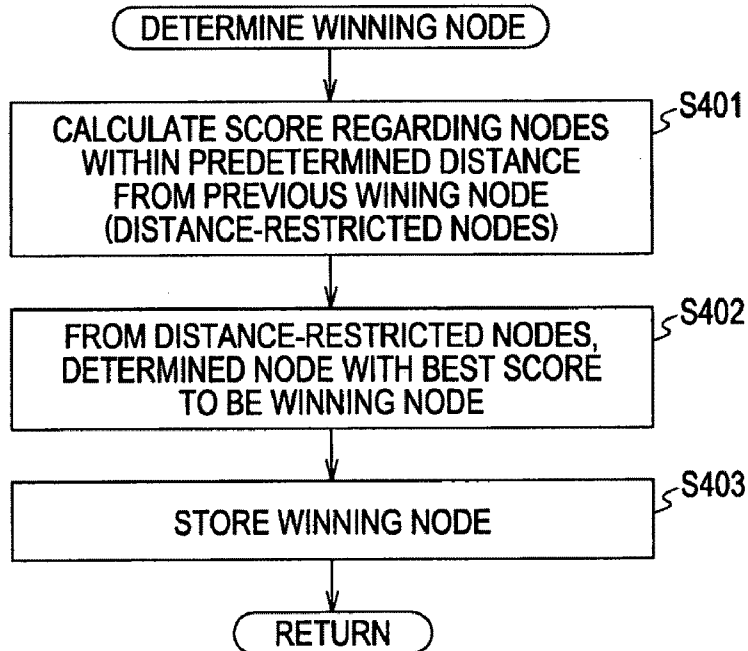 DETERMINE WINNING NODE
S401
CALCULATE SCORE REGARDING NODES
WITHIN PREDETERMINED DISTANCE
FROM PREVIOUS WINING NODE
(DISTANCE-RESTRICTED NODES)
S402
FROM DISTANCE-RESTRICTED NODES,
DETERMINED NODE WITH BEST SCORE
TO BE WINNING NODE
S403
STORE WINNING NODE
RETURN